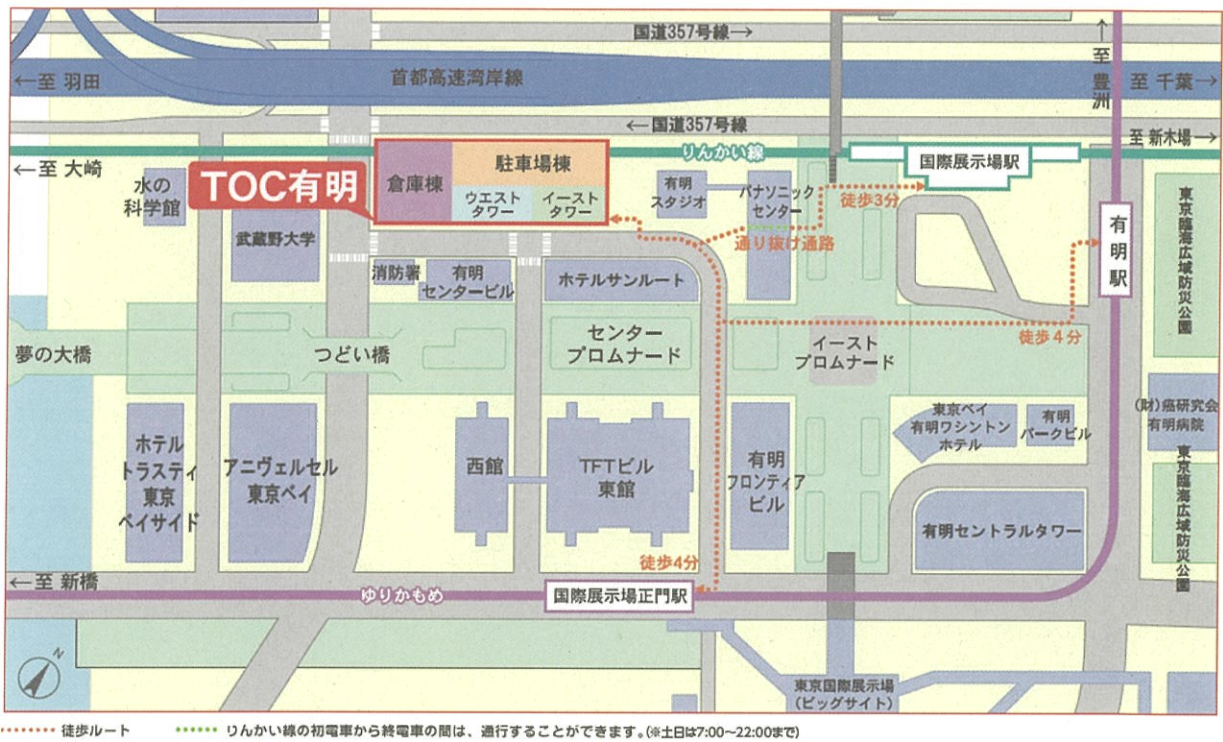 国道357号線→
↑至 豊洲
←至 羽田
首都高速湾岸線
至 千葉→
←国道357号線
至 新木場→
←至 大崎
りんかい線
国際展示場駅
水の
科学館
TOC有明
倉庫棟
駐車場棟
ウエスト
タワー
イースト
タワー
有明
スタジオ
パナソニック
センター
徒歩3分
通り抜け通路
武蔵野大学
消防署
有明
センタービル
ホテルサンルート
有明駅
東京臨海広域防災公園
夢の大橋
つどい橋
センター
プロムナード
イースト
プロムナード
徒歩4分
ホテル
トラスティ
東京
ベイサイド
アニヴェルセル
東京ベイ
西館
TFTビル
東館
有明
フロンティア
ビル
東京ベイ
有明ワシントン
ホテル
有明
パークビル
(財)癌研究会
有明病院
東京臨海広域防災公園
有明セントラルタワー
徒歩4分
←至 新橋
ゆりかもめ
国際展示場正門駅
N
東京国際展示場
(ビッグサイト)
徒歩ルート
りんかい線の初電車から終電車の間は、通行することができます。(※土日は7:00～22:00まで)